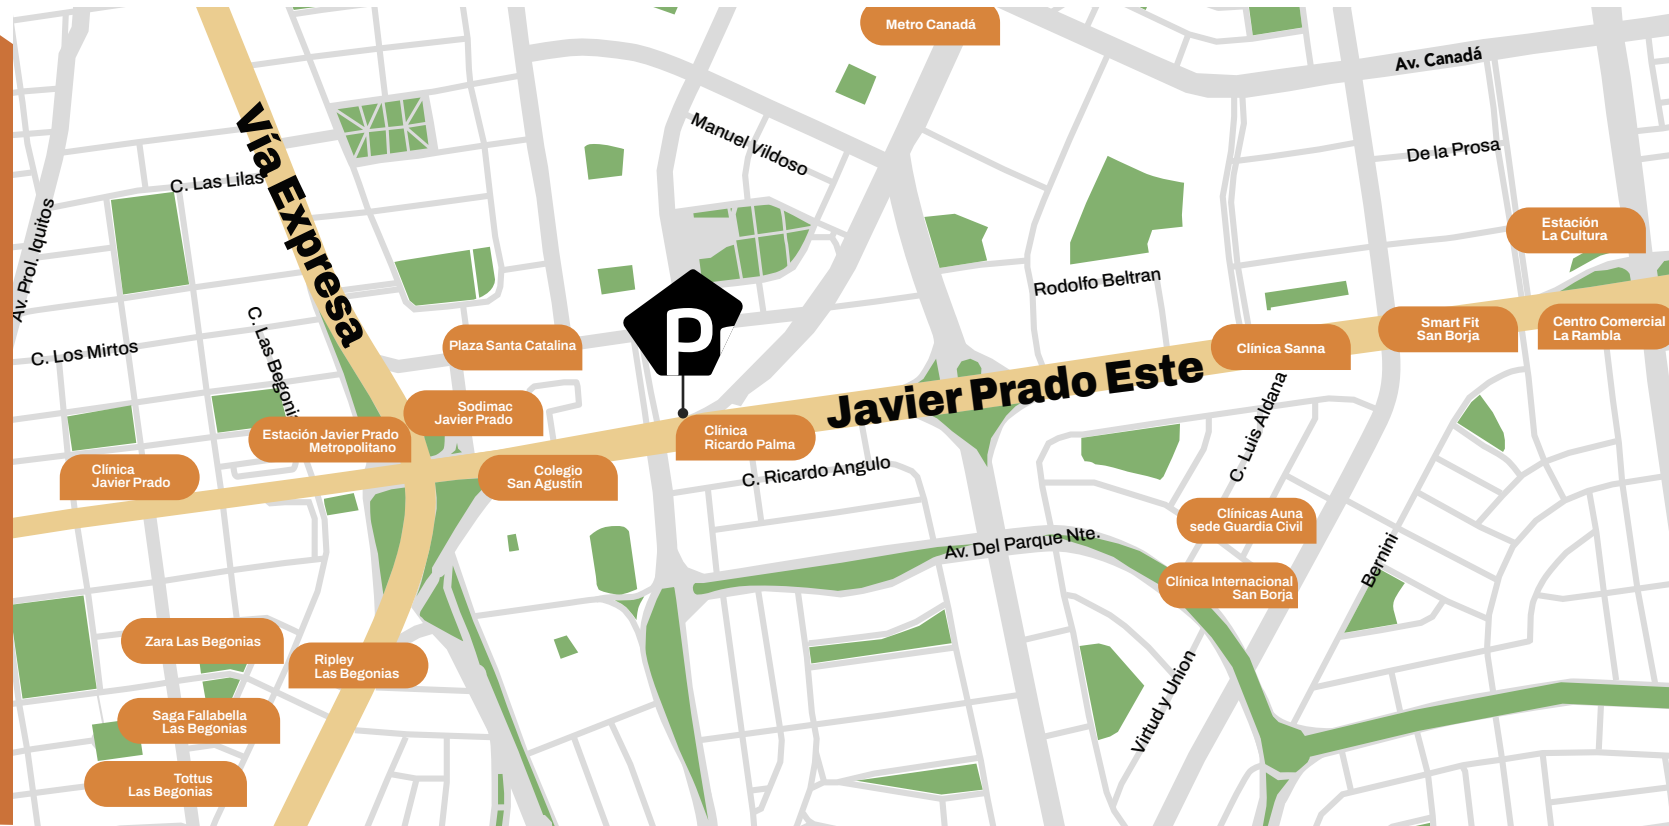 Metro Canadá
Av. Canadá
Vía Expresa
Manuel Vildoso
De la Prosa
C. Las Lilas
Av. Prol. Iquitos
Estación
La Cultura
Rodolfo Beltran
C. Los Mirtos
C. Las Begonia
Plaza Santa Catalina
P
Clínica Sanna
Smart Fit
San Borja
Centro Comercial
La Rambla
Javier Prado Este
Sodimac
Javier Prado
Estación Javier Prado
Metropolitano
Clínica
Ricardo Palma
C. Luis Aldana
Clínica
Javier Prado
Colegio
San Agustín
C. Ricardo Angulo
Clínicas Auna
sede Guardia Civil
Av. Del Parque Nte.
Bernini
Clínica Internacional
San Borja
Zara Las Begonias
Ripley
Las Begonias
Virtud y Union
Saga Fallabella
Las Begonias
Tottus
Las Begonias